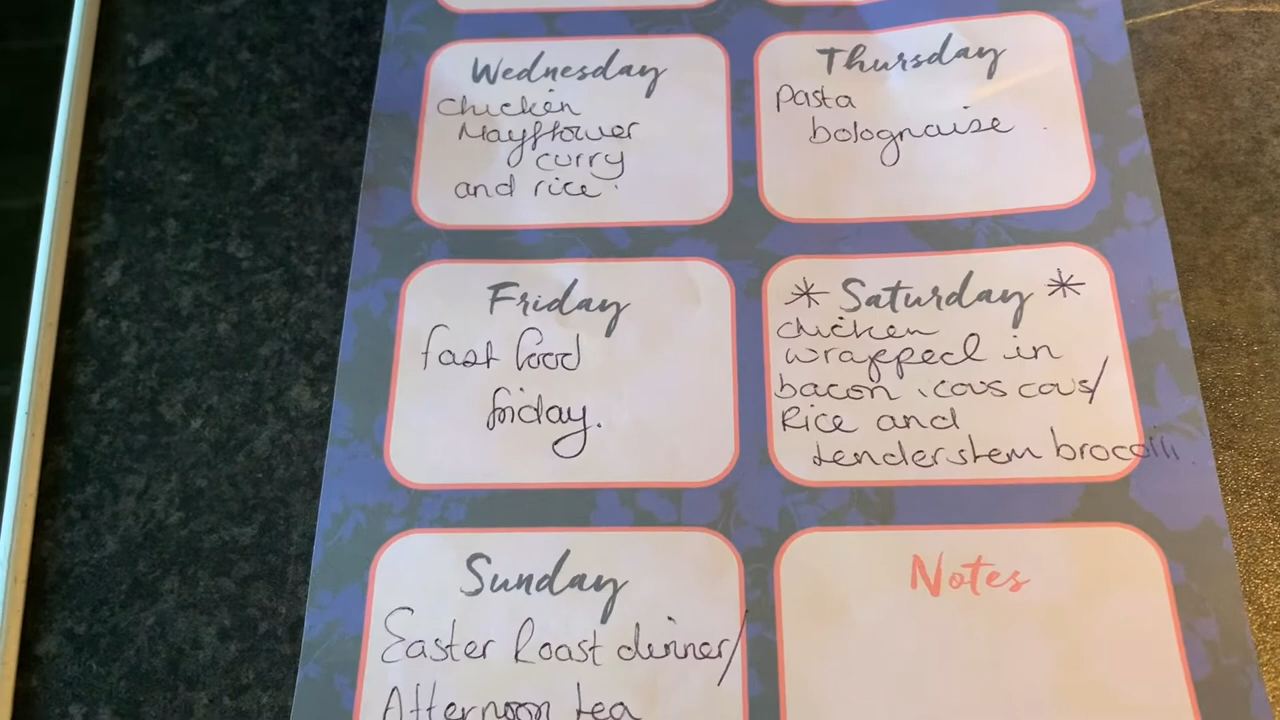 Wednesday
chicken
Mayflower
curry
and rice.
Thursday
pasta
bolognaise.
Friday
fast food
friday.
* Saturday *
chicken
wrapped in
bacon, cous cous/
Rice and
tenderstem brocolli
Sunday
Easter Roast dinner/
Afternoon tea
Notes